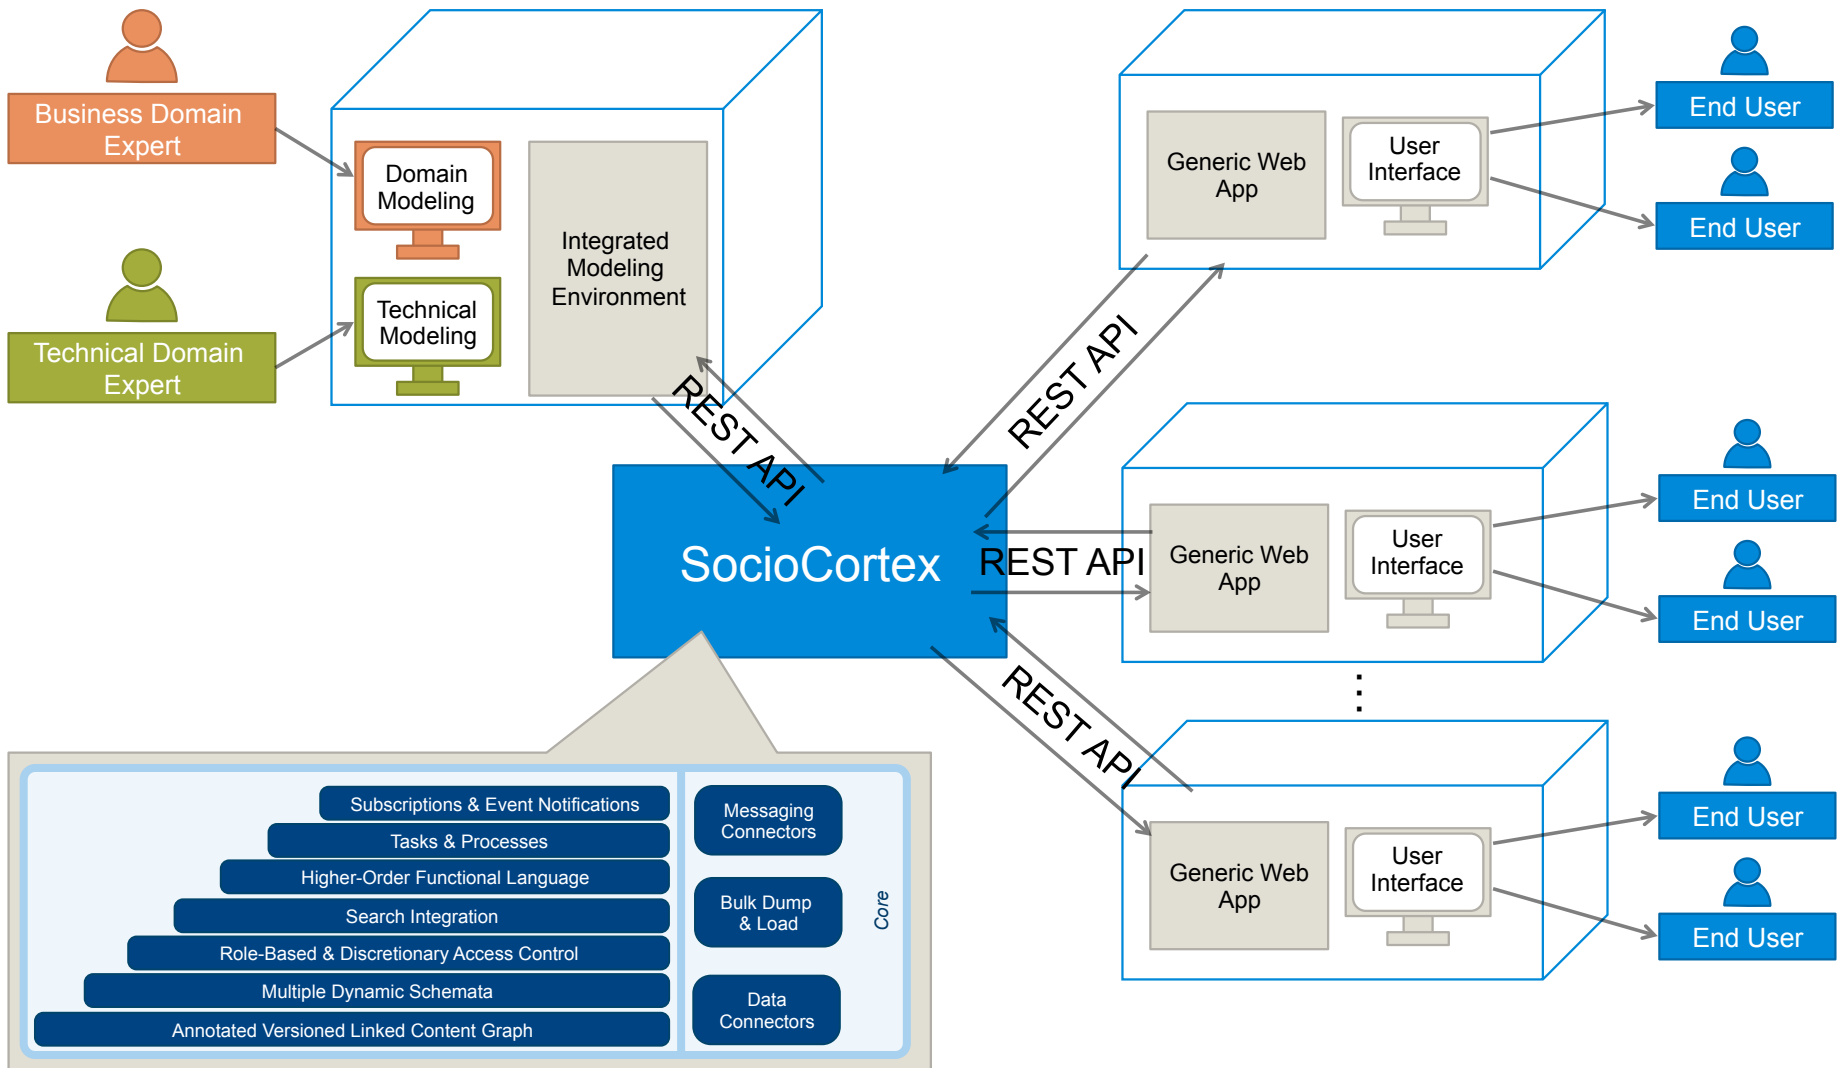 Business Domain
Expert
Technical Domain
Expert
Domain
Modeling
Technical
Modeling
Integrated
Modeling
Environment
REST API
SocioCortex
REST API
Generic Web
App
User
Interface
End User
End User
REST API
Generic Web
App
User
Interface
End User
End User
⋮
REST API
Generic Web
App
User
Interface
End User
End User
Subscriptions & Event Notifications
Tasks & Processes
Higher-Order Functional Language
Search Integration
Role-Based & Discretionary Access Control
Multiple Dynamic Schemata
Annotated Versioned Linked Content Graph
Messaging
Connectors
Bulk Dump
& Load
Data
Connectors
Core